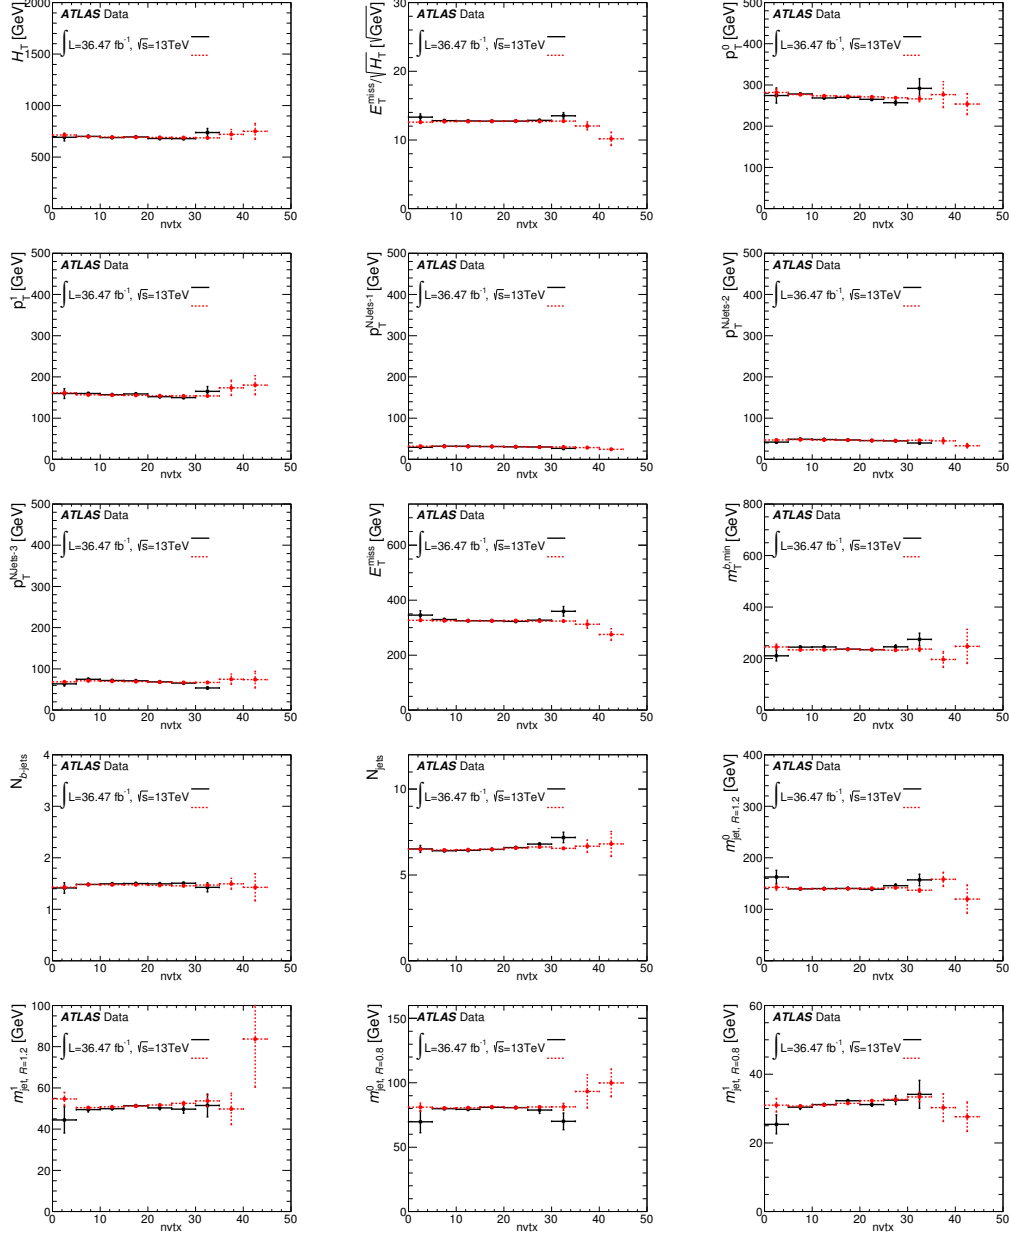 H_T
2000
1500
1000
500
0
ATLAS Data
∫ L=36.47 fb⁻¹, √s=13TeV
0 10 20 30 40 50
nvtx
E_T^miss/√H_T [√GeV]
30
20
10
0
ATLAS Data
∫ L=36.47 fb⁻¹, √s=13TeV
0 10 20 30 40 50
nvtx
p_T^0 [GeV]
500
400
300
200
100
0
ATLAS Data
∫ L=36.47 fb⁻¹, √s=13TeV
0 10 20 30 40 50
nvtx
p_T^1 [GeV]
500
400
300
200
100
0
ATLAS Data
∫ L=36.47 fb⁻¹, √s=13TeV
0 10 20 30 40 50
nvtx
p_T^NJets-1 [GeV]
500
400
300
200
100
0
ATLAS Data
∫ L=36.47 fb⁻¹, √s=13TeV
0 10 20 30 40 50
nvtx
p_T^NJets-2 [GeV]
500
400
300
200
100
0
ATLAS Data
∫ L=36.47 fb⁻¹, √s=13TeV
0 10 20 30 40 50
nvtx
p_T^NJets-3 [GeV]
500
400
300
200
100
0
ATLAS Data
∫ L=36.47 fb⁻¹, √s=13TeV
0 10 20 30 40 50
nvtx
E_T^miss [GeV]
600
400
200
0
ATLAS Data
∫ L=36.47 fb⁻¹, √s=13TeV
0 10 20 30 40 50
nvtx
m_T^b,min [GeV]
800
600
400
200
0
ATLAS Data
∫ L=36.47 fb⁻¹, √s=13TeV
0 10 20 30 40 50
nvtx
N_b-jets
4
3
2
1
0
ATLAS Data
∫ L=36.47 fb⁻¹, √s=13TeV
0 10 20 30 40 50
nvtx
N_jets
10
5
0
ATLAS Data
∫ L=36.47 fb⁻¹, √s=13TeV
0 10 20 30 40 50
nvtx
m^0_jet, R=1.2 [GeV]
400
300
200
100
0
ATLAS Data
∫ L=36.47 fb⁻¹, √s=13TeV
0 10 20 30 40 50
nvtx
m^1_jet, R=1.2 [GeV]
100
80
60
40
20
0
ATLAS Data
∫ L=36.47 fb⁻¹, √s=13TeV
0 10 20 30 40 50
nvtx
m^0_jet, R=0.8 [GeV]
150
100
50
0
ATLAS Data
∫ L=36.47 fb⁻¹, √s=13TeV
0 10 20 30 40 50
nvtx
m^1_jet, R=0.8 [GeV]
60
40
20
0
ATLAS Data
∫ L=36.47 fb⁻¹, √s=13TeV
0 10 20 30 40 50
nvtx